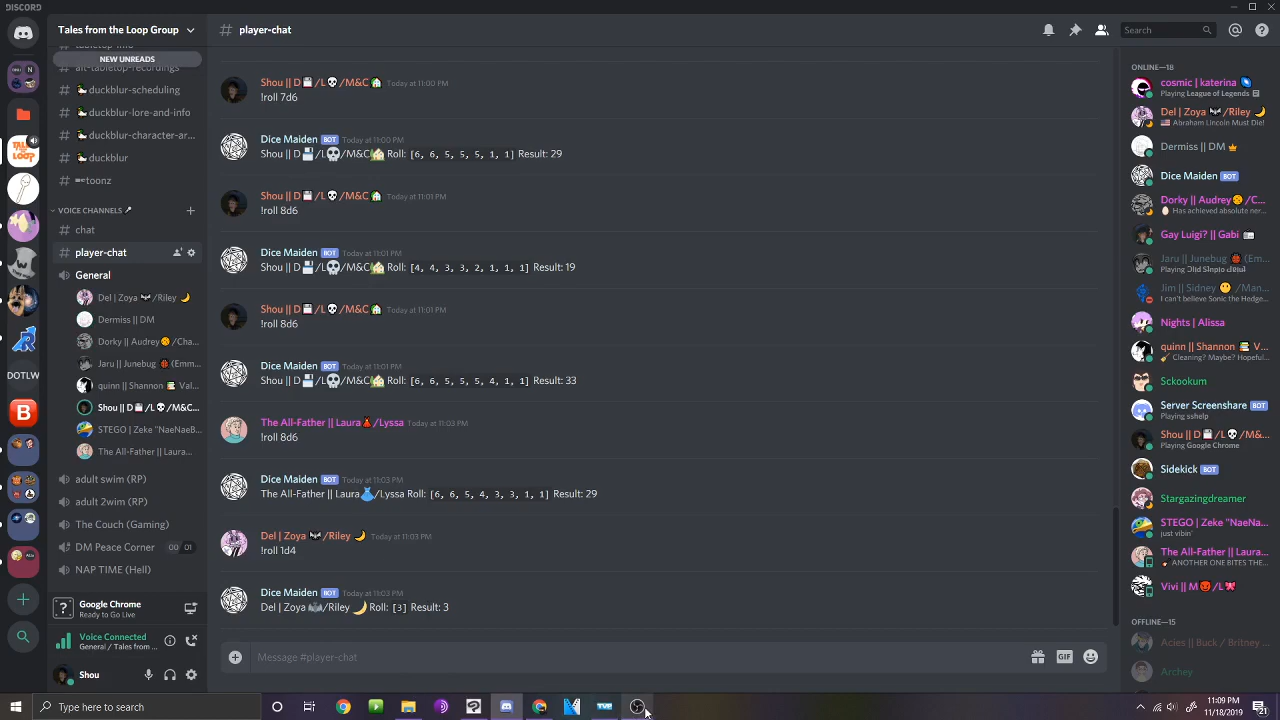 DISCORD
Tales from the Loop Group
# player-chat
Search
NEW UNREADS
# duckblur-scheduling
# duckblur-lore-and-info
# duckblur-character-ar...
# duckblur
# toonz
VOICE CHANNELS
# chat
# player-chat
General
Del | Zoya /Riley
Dermiss || DM
Dorky || Audrey /Cha...
Jaru || Junebug (Emm...
quinn || Shannon Val...
Shou || D /L /M&C...
STEGO | Zeke "NaeNaeB...
The All-Father || Laura...
adult swim (RP)
adult 2wim (RP)
The Couch (Gaming)
DM Peace Corner 00 01
NAP TIME (Hell)
Google Chrome
Ready to Go Live
Voice Connected
General / Tales from ...
Shou
TALES
LOOP
DOTLW
B
Shou || D /L /M&C Today at 11:00 PM
!roll 7d6
Dice Maiden BOT Today at 11:00 PM
Shou || D /L /M&C Roll: [6, 6, 5, 5, 5, 1, 1] Result: 29
Shou || D /L /M&C Today at 11:01 PM
!roll 8d6
Dice Maiden BOT Today at 11:01 PM
Shou || D /L /M&C Roll: [4, 4, 3, 3, 2, 1, 1, 1] Result: 19
Shou || D /L /M&C Today at 11:01 PM
!roll 8d6
Dice Maiden BOT Today at 11:01 PM
Shou || D /L /M&C Roll: [6, 6, 5, 5, 5, 4, 1, 1] Result: 33
The All-Father || Laura /Lyssa Today at 11:03 PM
!roll 8d6
Dice Maiden BOT Today at 11:03 PM
The All-Father || Laura /Lyssa Roll: [6, 6, 5, 4, 3, 3, 1, 1] Result: 29
Del | Zoya /Riley Today at 11:03 PM
!roll 1d4
Dice Maiden BOT Today at 11:03 PM
Del | Zoya /Riley Roll: [3] Result: 3
Message #player-chat
GIF
ONLINE—18
cosmic | katerina
Playing League of Legends
Del | Zoya /Riley
Abraham Lincoln Must Die!
Dermiss || DM
Dice Maiden BOT
Dorky || Audrey /C...
Has achieved absolute ner...
Gay Luigi? || Gabi
Jaru || Junebug (Em...
Jim || Sidney /Man...
I can't believe Sonic the Hedge...
Nights | Alissa
quinn || Shannon V...
Cleaning? Maybe? Hopeful...
Sckookum
Server Screenshare BOT
Playing sshelp
Shou || D /L /M&...
Playing Google Chrome
Sidekick BOT
Stargazingdreamer
STEGO | Zeke "NaeNa...
just vibin'
The All-Father || Laura...
ANOTHER ONE BITES THE...
Vivi || M /L
OFFLINE—15
Acies || Buck / Britney ...
Archey
Type here to search
11:09 PM
11/18/2019